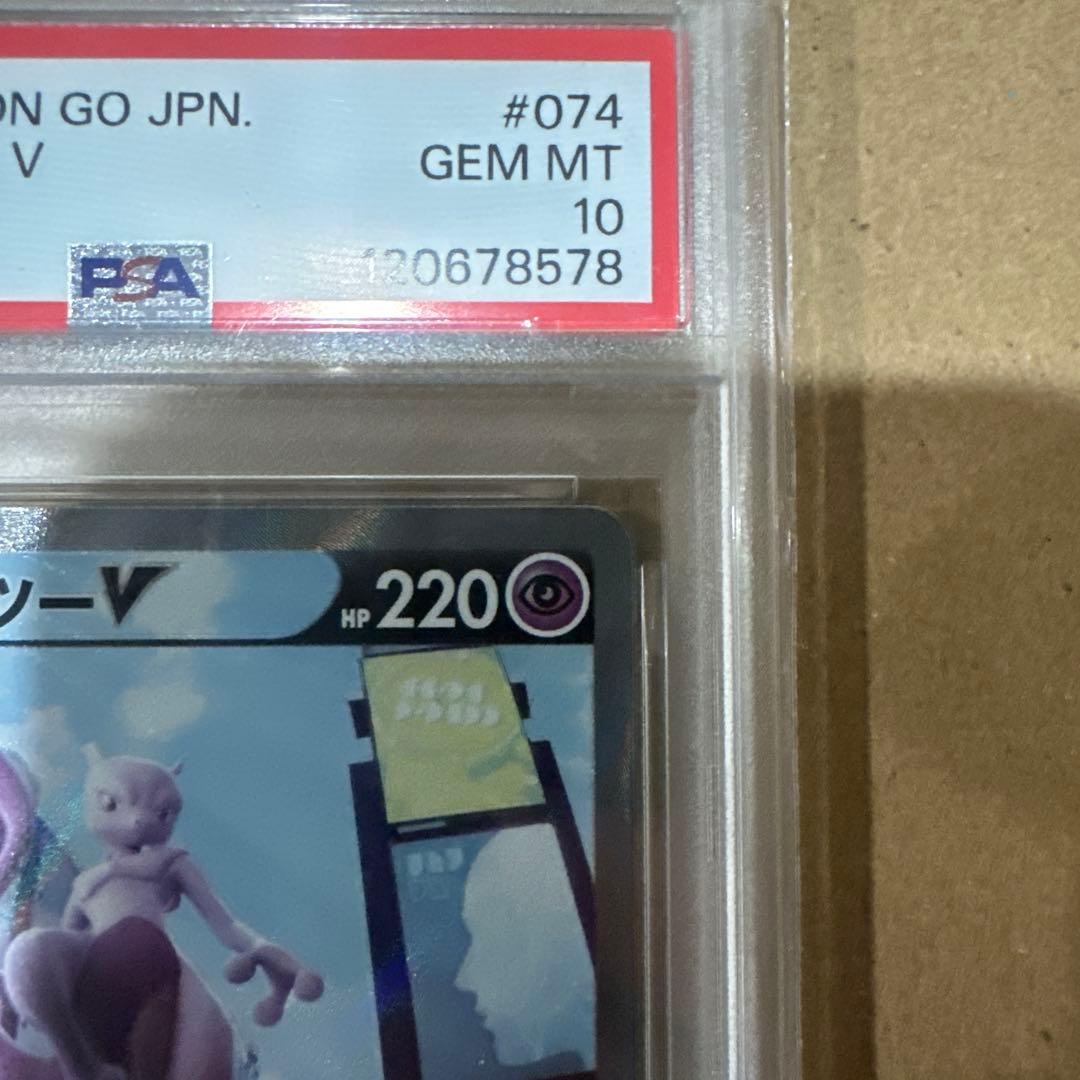 ON GO JPN. #074
V GEM MT
10
PSA 120678578
ツーV HP 220